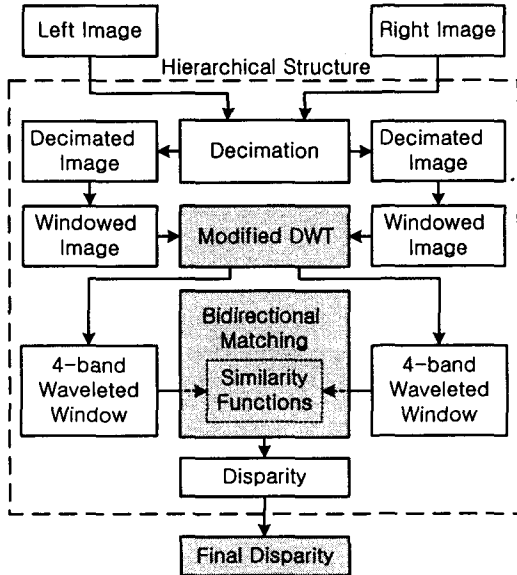 Left Image
Right Image
Hierarchical Structure
Decimated
Image
Decimation
Decimated
Image
Windowed
Image
Modified DWT
Windowed
Image
Bidirectional
Matching
4-band
Waveleted
Window
Similarity
Functions
4-band
Waveleted
Window
Disparity
Final Disparity